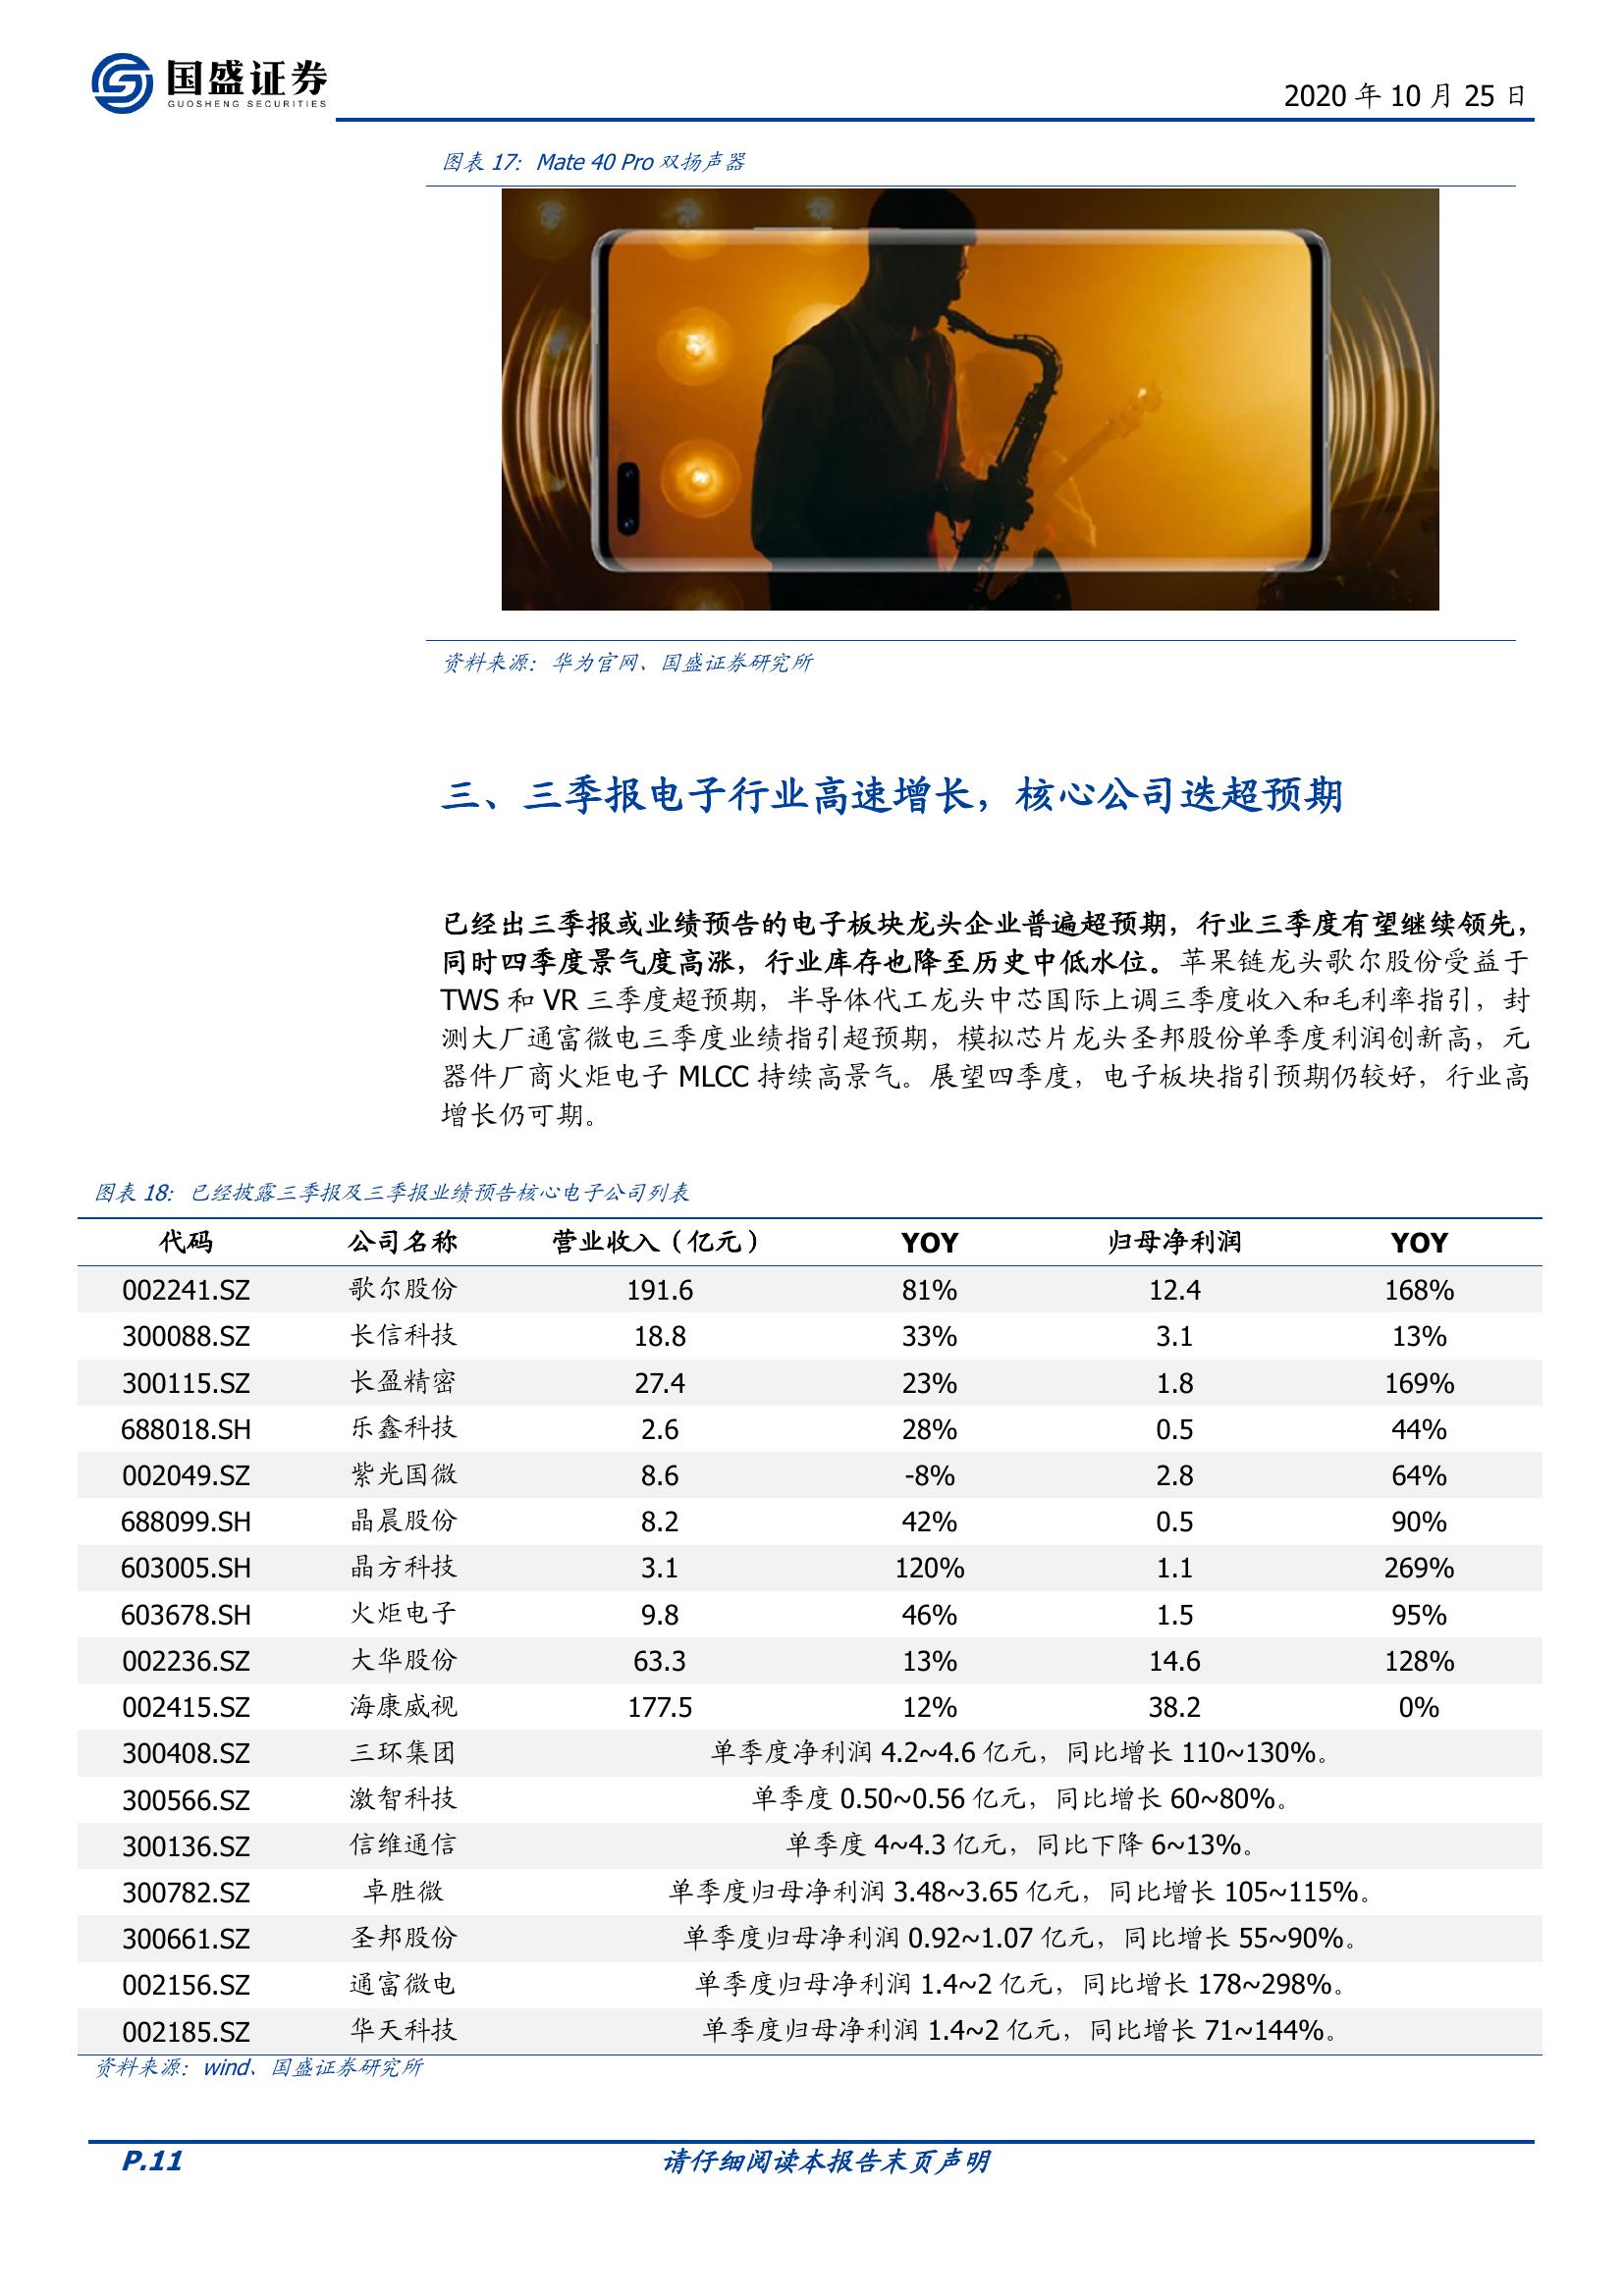 国盛证券
GUOSHENG SECURITIES
2020 年 10 月 25 日
图表 17：Mate 40 Pro 双扬声器
资料来源：华为官网、国盛证券研究所
三、三季报电子行业高速增长，核心公司迭超预期
已经出三季报或业绩预告的电子板块龙头企业普遍超预期，行业三季度有望继续领先，
同时四季度景气度高涨，行业库存也降至历史中低水位。苹果链龙头歌尔股份受益于
TWS 和 VR 三季度超预期，半导体代工龙头中芯国际上调三季度收入和毛利率指引，封
测大厂通富微电三季度业绩指引超预期，模拟芯片龙头圣邦股份单季度利润创新高，元
器件厂商火炬电子 MLCC 持续高景气。展望四季度，电子板块指引预期仍较好，行业高
增长仍可期。
图表 18：已经披露三季报及三季报业绩预告核心电子公司列表
代码 公司名称 营业收入（亿元） YOY 归母净利润 YOY
002241.SZ 歌尔股份 191.6 81% 12.4 168%
300088.SZ 长信科技 18.8 33% 3.1 13%
300115.SZ 长盈精密 27.4 23% 1.8 169%
688018.SH 乐鑫科技 2.6 28% 0.5 44%
002049.SZ 紫光国微 8.6 -8% 2.8 64%
688099.SH 晶晨股份 8.2 42% 0.5 90%
603005.SH 晶方科技 3.1 120% 1.1 269%
603678.SH 火炬电子 9.8 46% 1.5 95%
002236.SZ 大华股份 63.3 13% 14.6 128%
002415.SZ 海康威视 177.5 12% 38.2 0%
300408.SZ 三环集团 单季度净利润 4.2~4.6 亿元，同比增长 110~130%。
300566.SZ 激智科技 单季度 0.50~0.56 亿元，同比增长 60~80%。
300136.SZ 信维通信 单季度 4~4.3 亿元，同比下降 6~13%。
300782.SZ 卓胜微 单季度归母净利润 3.48~3.65 亿元，同比增长 105~115%。
300661.SZ 圣邦股份 单季度归母净利润 0.92~1.07 亿元，同比增长 55~90%。
002156.SZ 通富微电 单季度归母净利润 1.4~2 亿元，同比增长 178~298%。
002185.SZ 华天科技 单季度归母净利润 1.4~2 亿元，同比增长 71~144%。
资料来源：wind、国盛证券研究所
P.11 请仔细阅读本报告末页声明